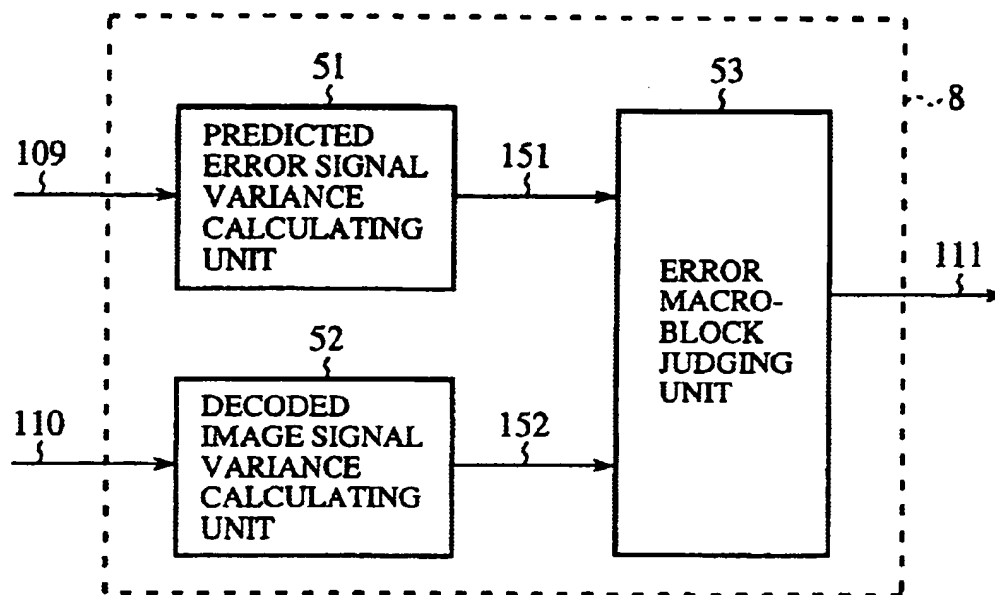 51
PREDICTED
ERROR SIGNAL
VARIANCE
CALCULATING
UNIT
109
151
53
ERROR
MACRO-
BLOCK
JUDGING
UNIT
8
111
52
DECODED
IMAGE SIGNAL
VARIANCE
CALCULATING
UNIT
110
152